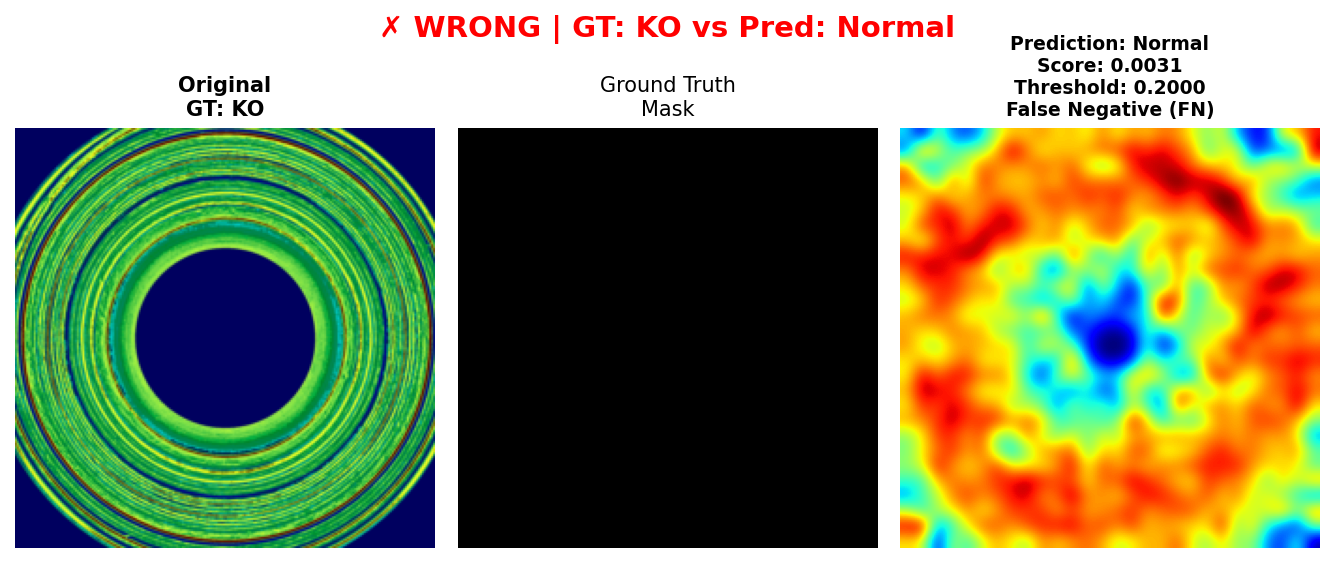 ✗ WRONG | GT: KO vs Pred: Normal
Original
GT: KO
Ground Truth
Mask
Prediction: Normal
Score: 0.0031
Threshold: 0.2000
False Negative (FN)